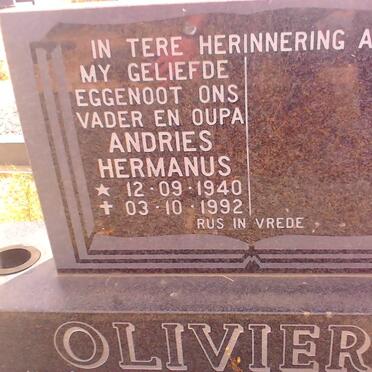 IN TERE HERINNERING A
MY GELIEFDE
EGGENOOT ONS
VADER EN OUPA
ANDRIES
HERMANUS
★ 12·09·1940
✝ 03·10·1992
RUS IN VREDE
OLIVIER